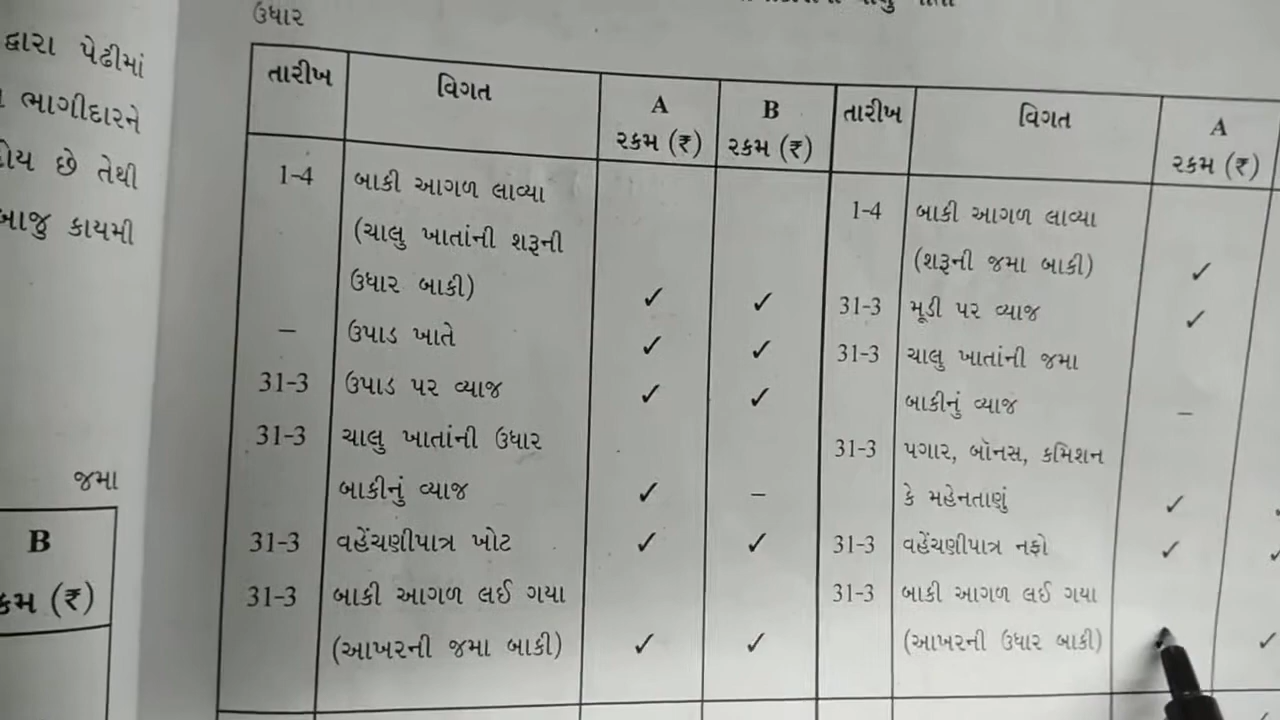 ઉધાર
દ્વારા પેઢીમાં
ભાગીદારને
છે તેથી
કાયમી
જમા
B
(₹)
તારીખ વિગત A B તારીખ વિગત A
રકમ (₹) રકમ (₹) રકમ (₹)
1-4 બાકી આગળ લાવ્યા 1-4 બાકી આગળ લાવ્યા
(ચાલુ ખાતાંની શરૂની (શરૂની જમા બાકી) ✓
ઉધાર બાકી) ✓ ✓ 31-3 મૂડી પર વ્યાજ ✓
– ઉપાડ ખાતે ✓ ✓ 31-3 ચાલુ ખાતાંની જમા
31-3 ઉપાડ પર વ્યાજ ✓ ✓ બાકીનું વ્યાજ –
31-3 ચાલુ ખાતાંની ઉધાર 31-3 પગાર, બૉનસ, કમિશન
બાકીનું વ્યાજ ✓ – કે મહેનતાણું ✓
31-3 વહેંચણીપાત્ર ખોટ ✓ ✓ 31-3 વહેંચણીપાત્ર નફો ✓ ✓
31-3 બાકી આગળ લઈ ગયા 31-3 બાકી આગળ લઈ ગયા
(આખરની જમા બાકી) ✓ ✓ (આખરની ઉધાર બાકી) ✓